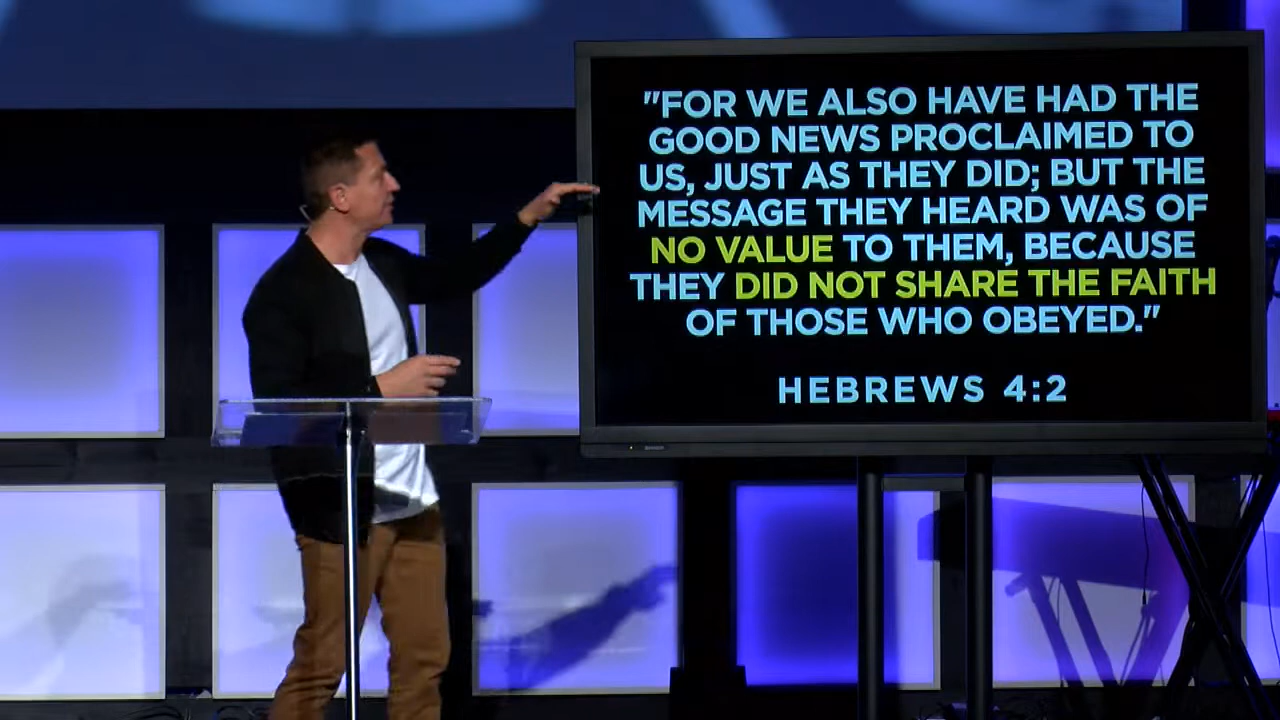 "FOR WE ALSO HAVE HAD THE
GOOD NEWS PROCLAIMED TO
US, JUST AS THEY DID; BUT THE
MESSAGE THEY HEARD WAS OF
NO VALUE TO THEM, BECAUSE
THEY DID NOT SHARE THE FAITH
OF THOSE WHO OBEYED."
HEBREWS 4:2